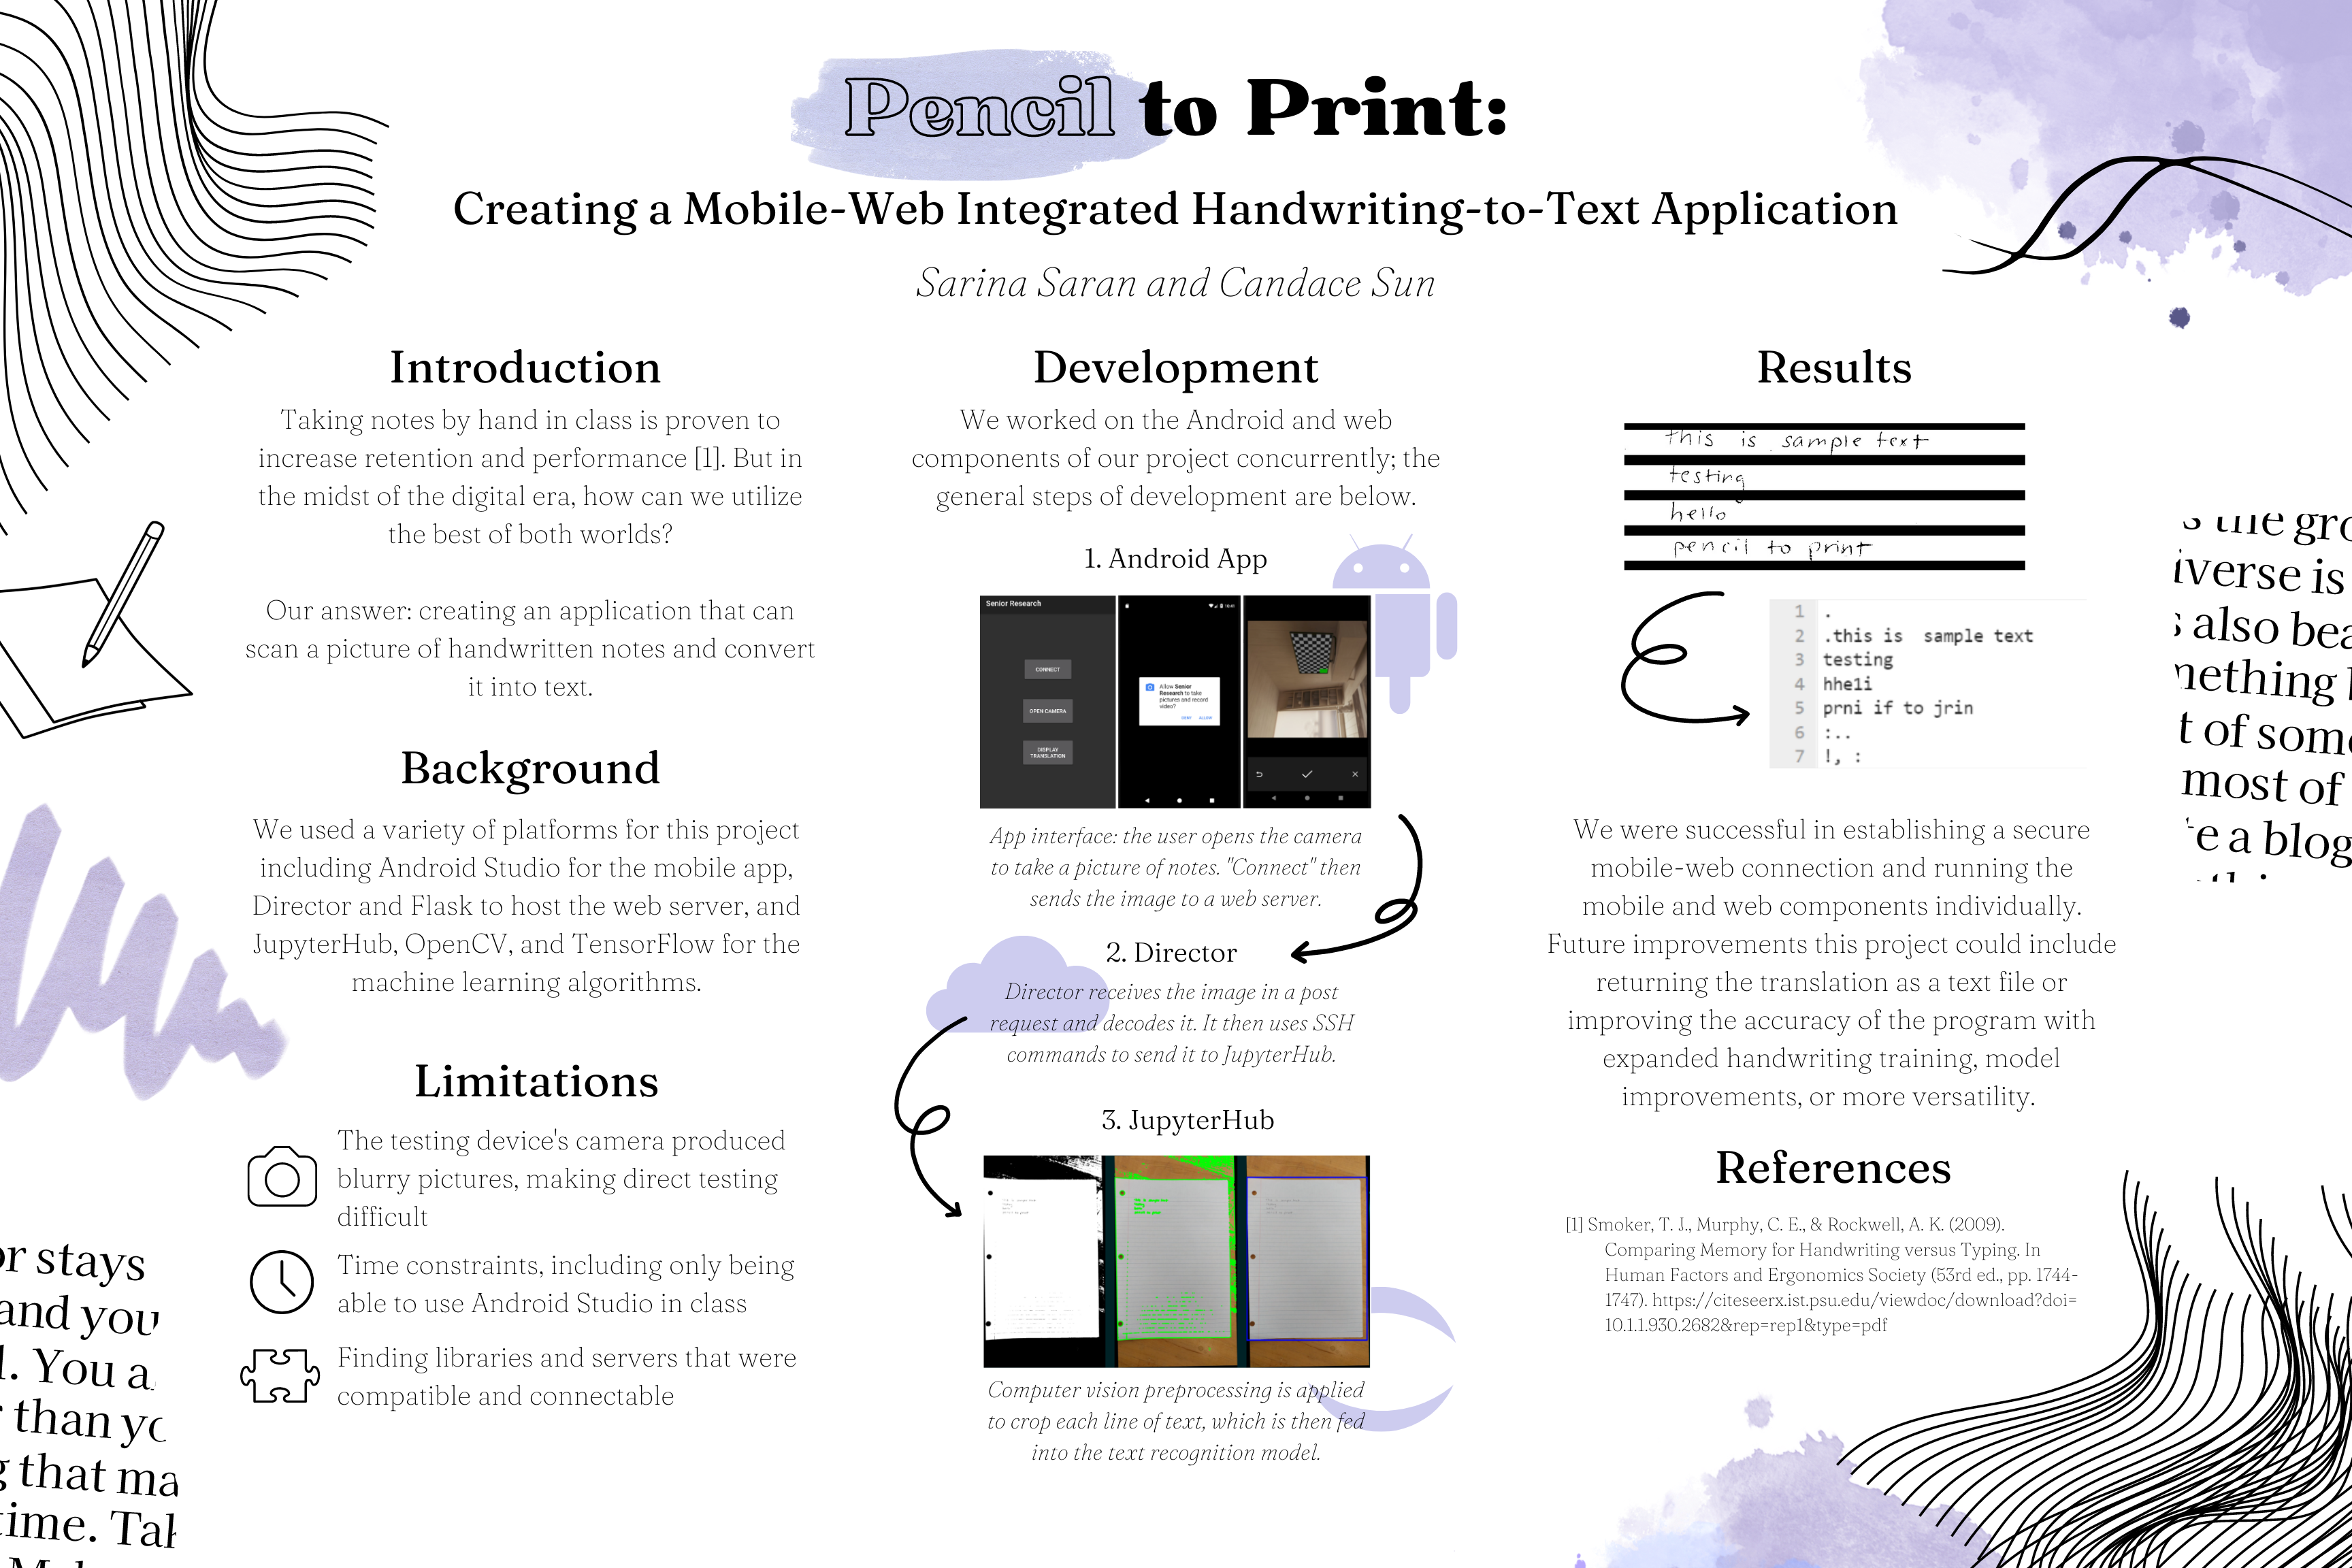 Pencil to Print:
Creating a Mobile-Web Integrated Handwriting-to-Text Application
Sarina Saran and Candace Sun
Introduction
Taking notes by hand in class is proven to
increase retention and performance [1]. But in
the midst of the digital era, how can we utilize
the best of both worlds?
Our answer: creating an application that can
scan a picture of handwritten notes and convert
it into text.
Background
We used a variety of platforms for this project
including Android Studio for the mobile app,
Director and Flask to host the web server, and
JupyterHub, OpenCV, and TensorFlow for the
machine learning algorithms.
Limitations
The testing device's camera produced
blurry pictures, making direct testing
difficult
Time constraints, including only being
able to use Android Studio in class
Finding libraries and servers that were
compatible and connectable
or stays
and you
. You a
than yo
that ma
time. Tak
Development
We worked on the Android and web
components of our project concurrently; the
general steps of development are below.
1. Android App
Senior Research
CONNECT
OPEN CAMERA
DISPLAY
TRANSLATION
Allow Senior
Research to take
pictures and record
video?
DENY ALLOW
App interface: the user opens the camera
to take a picture of notes. "Connect" then
sends the image to a web server.
2. Director
Director receives the image in a post
request and decodes it. It then uses SSH
commands to send it to JupyterHub.
3. JupyterHub
Computer vision preprocessing is applied
to crop each line of text, which is then fed
into the text recognition model.
Results
this is sample text
testing
hello
pencil to print
1 .
2 .this is  sample text
3 testing
4 hhe1i
5 prni if to jrin
6 :..
7 !, :
We were successful in establishing a secure
mobile-web connection and running the
mobile and web components individually.
Future improvements this project could include
returning the translation as a text file or
improving the accuracy of the program with
expanded handwriting training, model
improvements, or more versatility.
References
[1] Smoker, T. J., Murphy, C. E., & Rockwell, A. K. (2009).
Comparing Memory for Handwriting versus Typing. In
Human Factors and Ergonomics Society (53rd ed., pp. 1744-
1747). https://citeseerx.ist.psu.edu/viewdoc/download?doi=
10.1.1.930.2682&rep=rep1&type=pdf
s the gro
iverse is
s also bea
mething
t of som
most of
e a blog